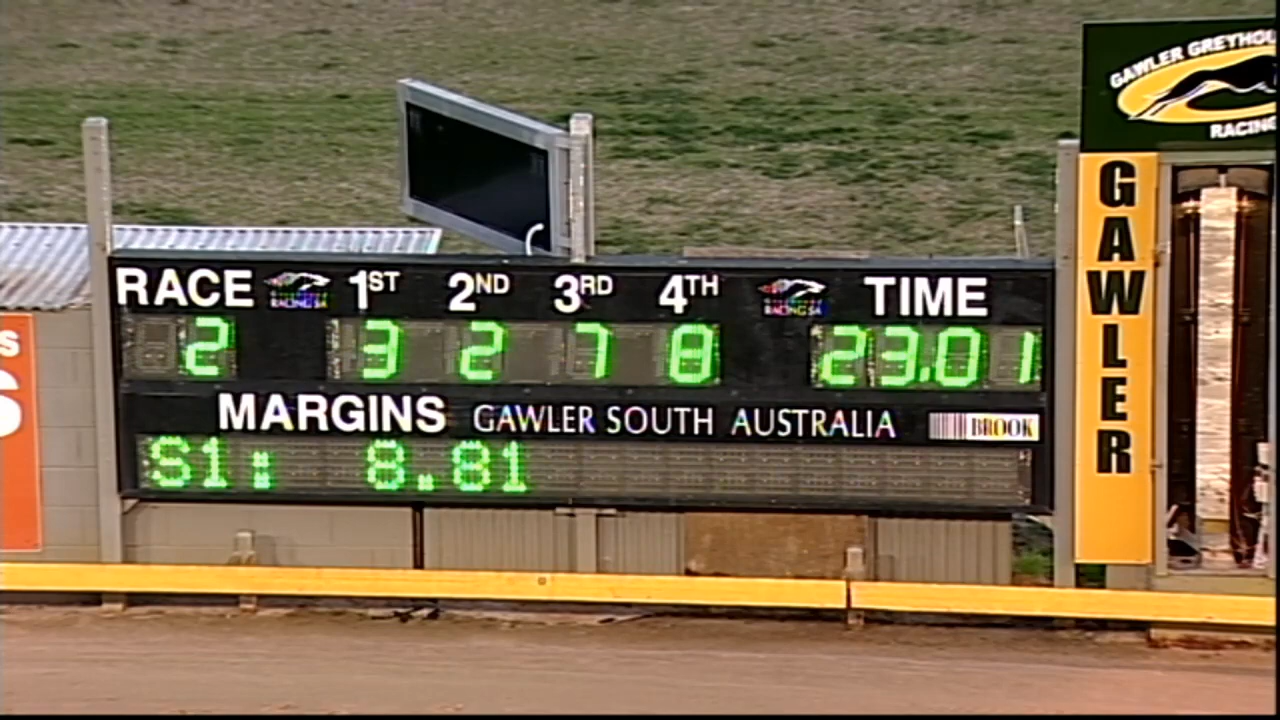 GAWLER GREYHOU
RACING
GAWLER
RACE 1ST 2ND 3RD 4TH TIME
2 3 2 7 8 23.01
MARGINS GAWLER SOUTH AUSTRALIA BROOK
S1: 8.81
S
S